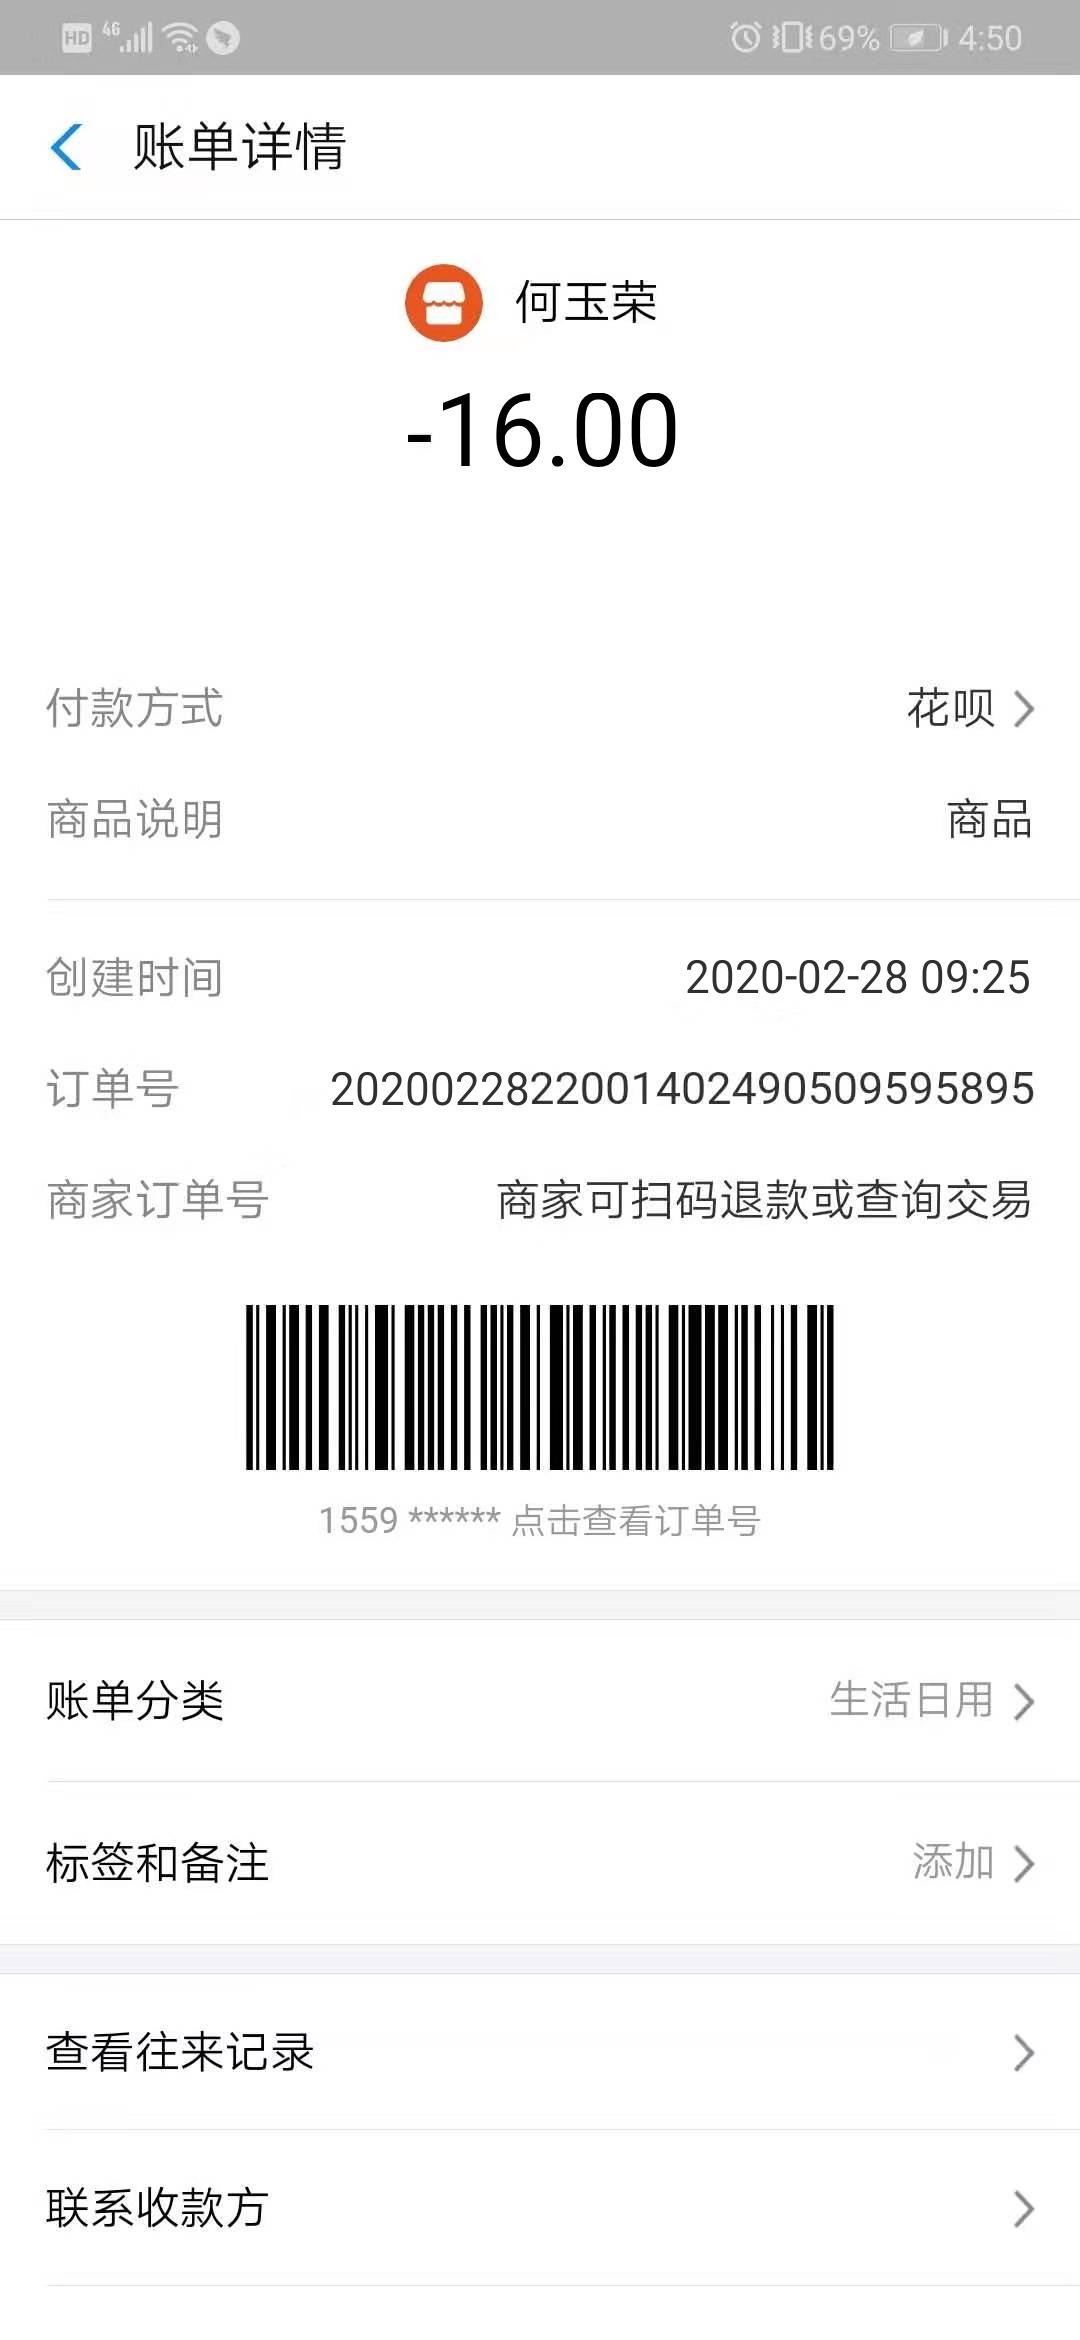 HD 4G 69% 4:50
账单详情
何玉荣
-16.00
付款方式 花呗
商品说明 商品
创建时间 2020-02-28 09:25
订单号 2020022822001402490509595895
商家订单号 商家可扫码退款或查询交易
1559 ****** 点击查看订单号
账单分类 生活日用
标签和备注 添加
查看往来记录
联系收款方